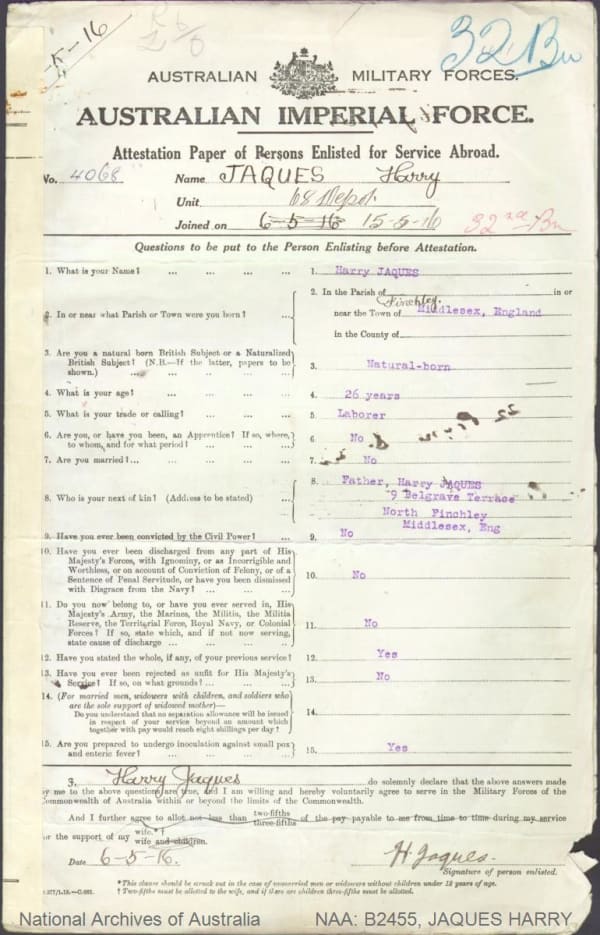 5-5-16
32 Bn
AUSTRALIAN MILITARY FORCES.
AUSTRALIAN IMPERIAL FORCE.
Attestation Paper of Persons Enlisted for Service Abroad.
No. 4068 Name JAQUES Harry
Unit 68 Depot.
Joined on 6-5-16 15-5-16 32nd Bn
Questions to be put to the Person Enlisting before Attestation.
1. What is your Name? ... ... ... ... 1. Harry JAQUES
2. In or near what Parish or Town were you born? ... 2. In the Parish of in or
Finchley
near the Town of Middlesex, England
in the County of
3. Are you a natural born British Subject or a Naturalized
British Subject? (N.B.—If the latter, papers to be
shown.) ... ... ... ... 3. Natural-born
4. What is your age? ... ... ... ... 4. 26 years
5. What is your trade or calling? ... ... ... 5 Laborer
6. Are you, or have you been, an Apprentice? If so, where,
to whom, and for what period? ... ... ... 6 No
7. Are you married?... ... ... ... ... 7. No
8. Who is your next of kin? (Address to be stated) ... 8. Father, Harry JAQUES
9 Belgrave Terrace
North Finchley
Middlesex, Eng
9. Have you ever been convicted by the Civil Power? ... 9. No
10. Have you ever been discharged from any part of His
Majesty's Forces, with Ignominy, or as Incorrigible and
Worthless, or on account of Conviction of Felony, or of a
Sentence of Penal Servitude, or have you been dismissed
with Disgrace from the Navy? ... ... ... 10. No
11. Do you now belong to, or have you ever served in, His
Majesty's Army, the Marines, the Militia, the Militia
Reserve, the Territorial Force, Royal Navy, or Colonial
Forces? If so, state which, and if not now serving,
state cause of discharge ... ... ... ... 11. No
12. Have you stated the whole, if any, of your previous service? 12. Yes
13. Have you ever been rejected as unfit for His Majesty's
Service? If so, on what grounds? ... ... ... 13. No
14. (For married men, widowers with children, and soldiers who
are the sole support of widowed mother)—
Do you understand that no separation allowance will be issued
in respect of your service beyond an amount which
together with pay would reach eight shillings per day? 14.
15. Are you prepared to undergo inoculation against small pox
and enteric fever? ... ... ... ... 15. Yes
I, Harry Jaques do solemnly declare that the above answers made
by me to the above questions are true, and I am willing and hereby voluntarily agree to serve in the Military Forces of the
Commonwealth of Australia within or beyond the limits of the Commonwealth.
And I further agree to allot not less than two-fifths three-fifths of the pay payable to me from time to time during my service
for the support of my wife.*† wife and children.
Date 6-5-16. H. Jaques.
Signature of person enlisted.
*This clause should be struck out in the case of unmarried men or widowers without children under 18 years of age.
† Two-fifths must be allotted to the wife, and if there are children three-fifths must be allotted.
National Archives of Australia NAA: B2455, JAQUES HARRY